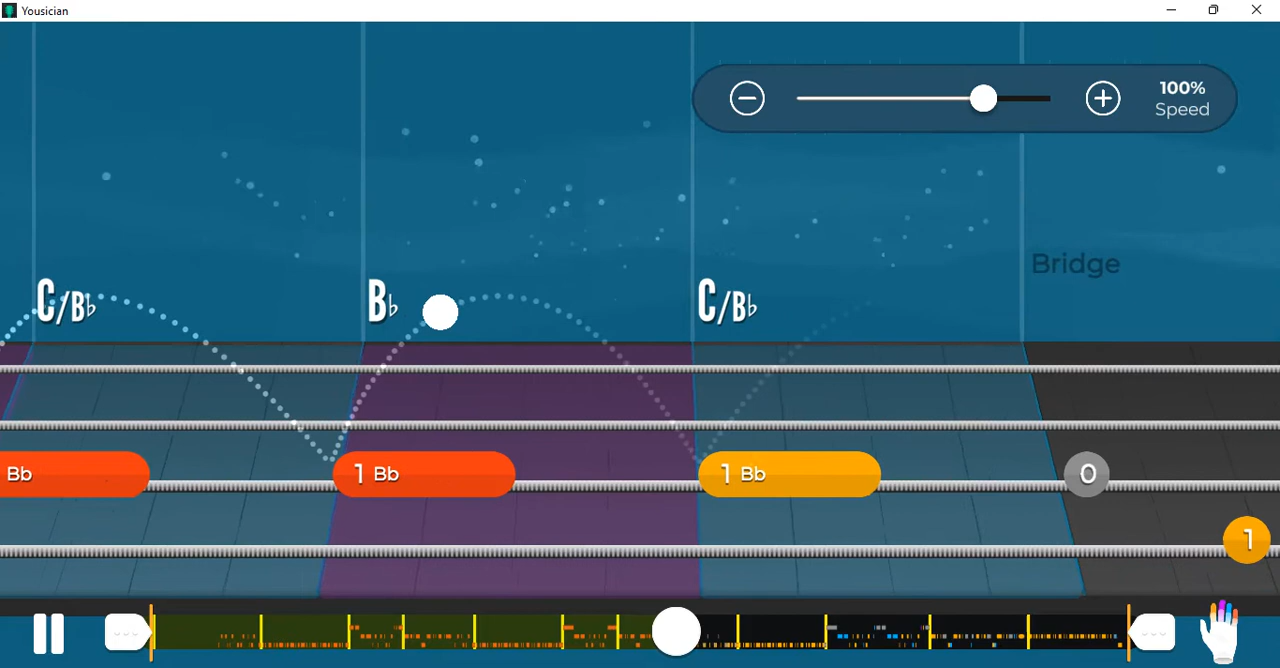 Yousician
100%
Speed
Bridge
C/B♭ B♭ C/B♭
Bb 1 Bb 1 Bb 0
1